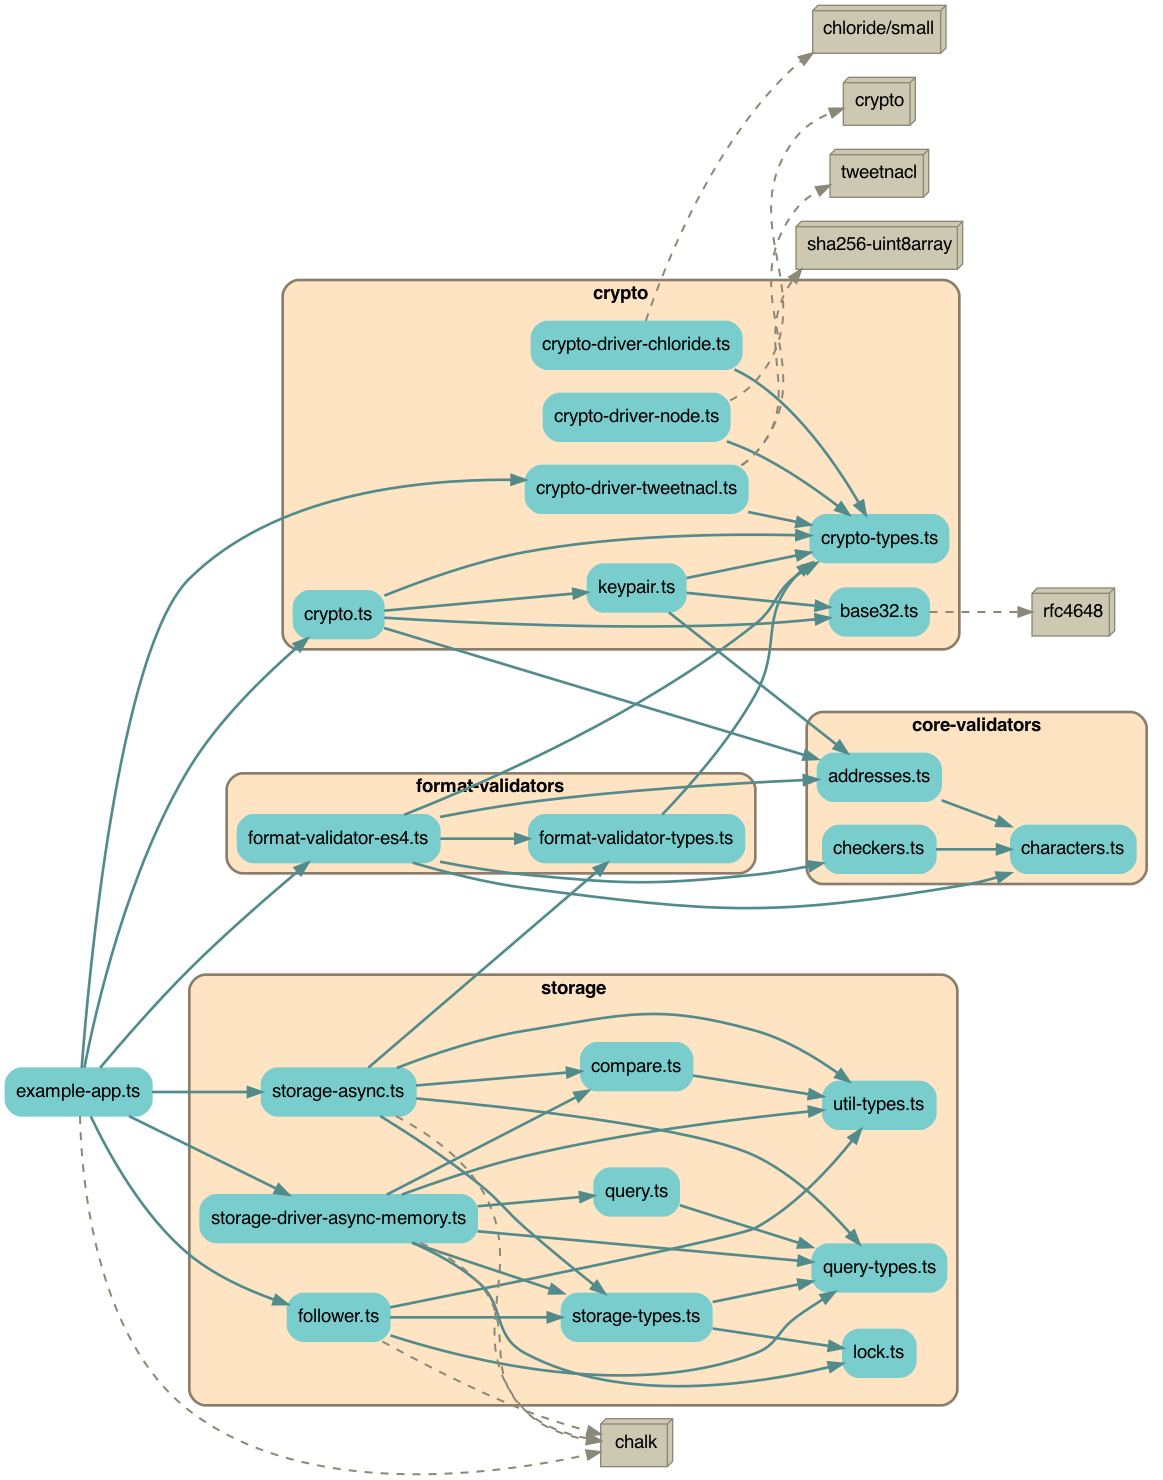 chloride/small
crypto
tweetnacl
sha256-uint8array
crypto
crypto-driver-chloride.ts
crypto-driver-node.ts
crypto-driver-tweetnacl.ts
crypto-types.ts
keypair.ts
crypto.ts
base32.ts
rfc4648
core-validators
addresses.ts
checkers.ts
characters.ts
format-validators
format-validator-es4.ts
format-validator-types.ts
storage
example-app.ts
storage-async.ts
compare.ts
util-types.ts
query.ts
storage-driver-async-memory.ts
query-types.ts
follower.ts
storage-types.ts
lock.ts
chalk